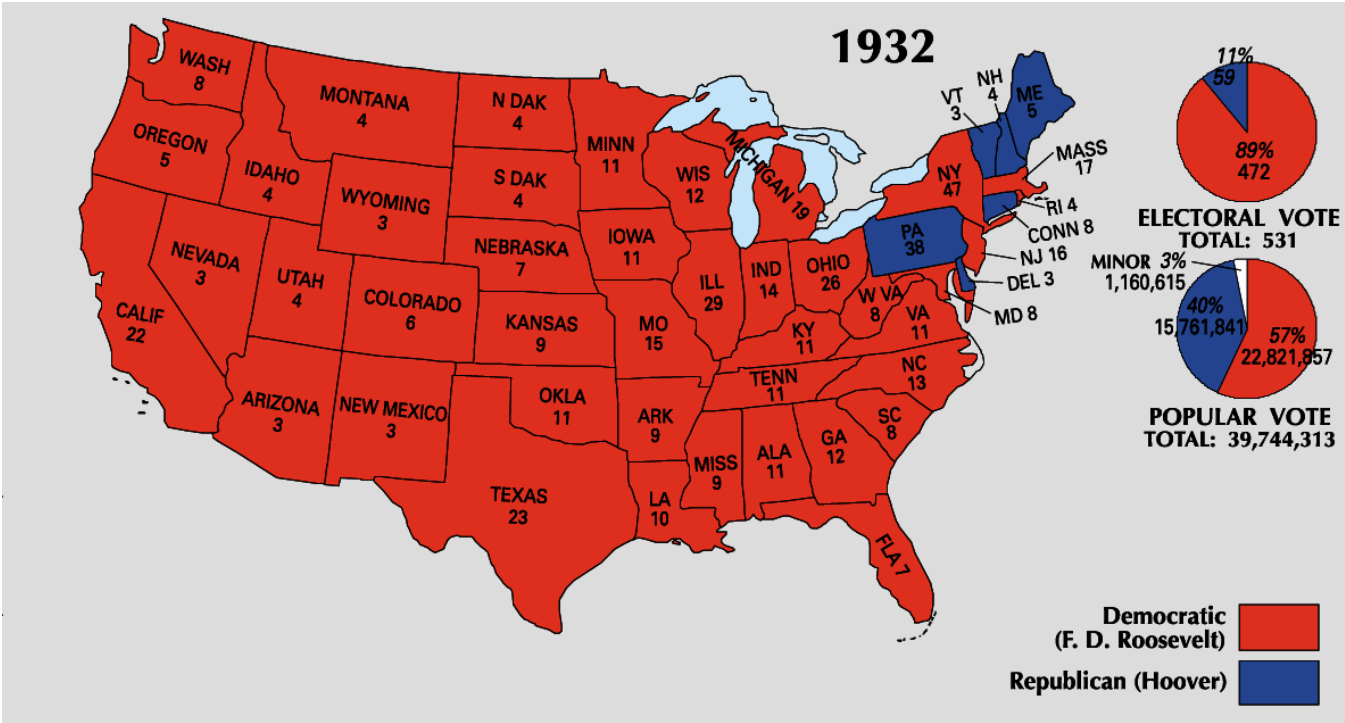 1932
WASH
8
OREGON
5
CALIF
22
NEVADA
3
IDAHO
4
MONTANA
4
WYOMING
3
UTAH
4
COLORADO
6
ARIZONA
3
NEW MEXICO
3
N DAK
4
S DAK
4
NEBRASKA
7
KANSAS
9
OKLA
11
TEXAS
23
MINN
11
IOWA
11
MO
15
ARK
9
LA
10
WIS
12
ILL
29
MICHIGAN 19
IND
14
OHIO
26
KY
11
TENN
11
MISS
9
ALA
11
GA
12
FLA 7
SC
8
NC
13
VA
11
W VA
8
PA
38
NY
47
VT
3
NH
4
ME
5
MASS
17
RI 4
CONN 8
NJ 16
DEL 3
MD 8
11%
59
89%
472
ELECTORAL VOTE
TOTAL: 531
MINOR 3%
1,160,615
40%
15,761,841
57%
22,821,857
POPULAR VOTE
TOTAL: 39,744,313
Democratic
(F. D. Roosevelt)
Republican (Hoover)